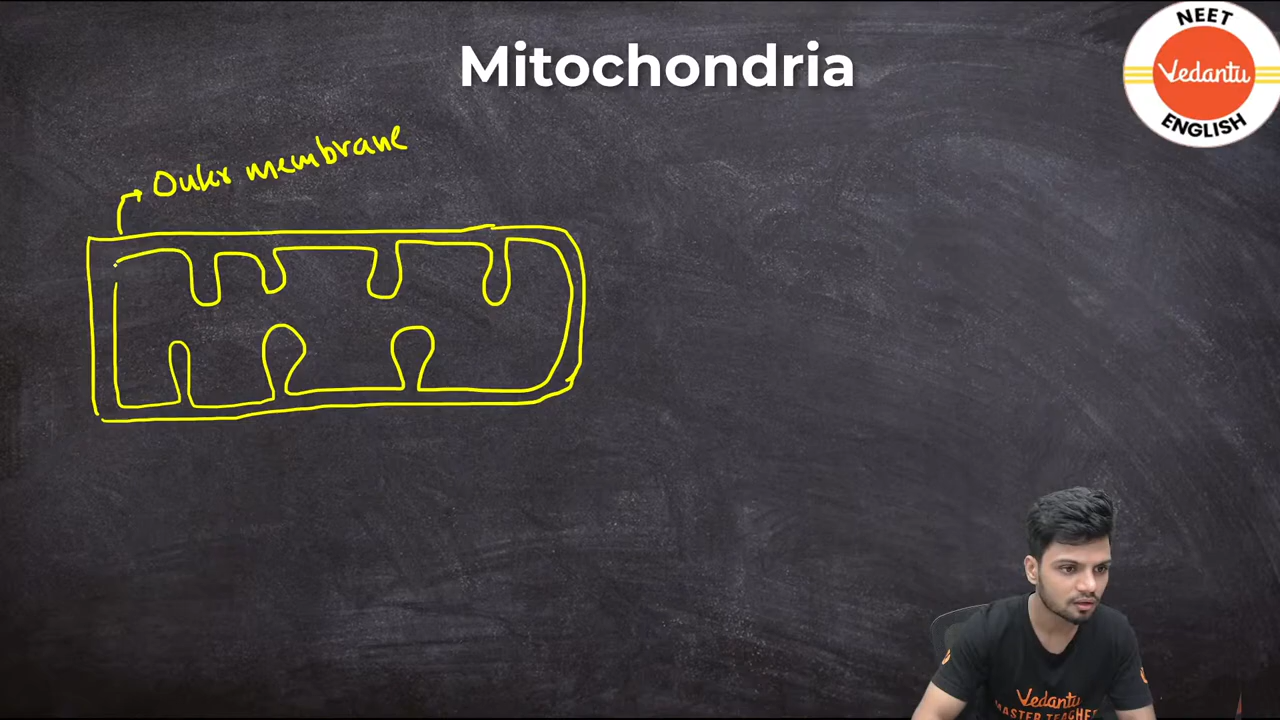 Mitochondria
NEET
Vedantu
ENGLISH
Outer membrane
Vedantu
MASTER TEACHER